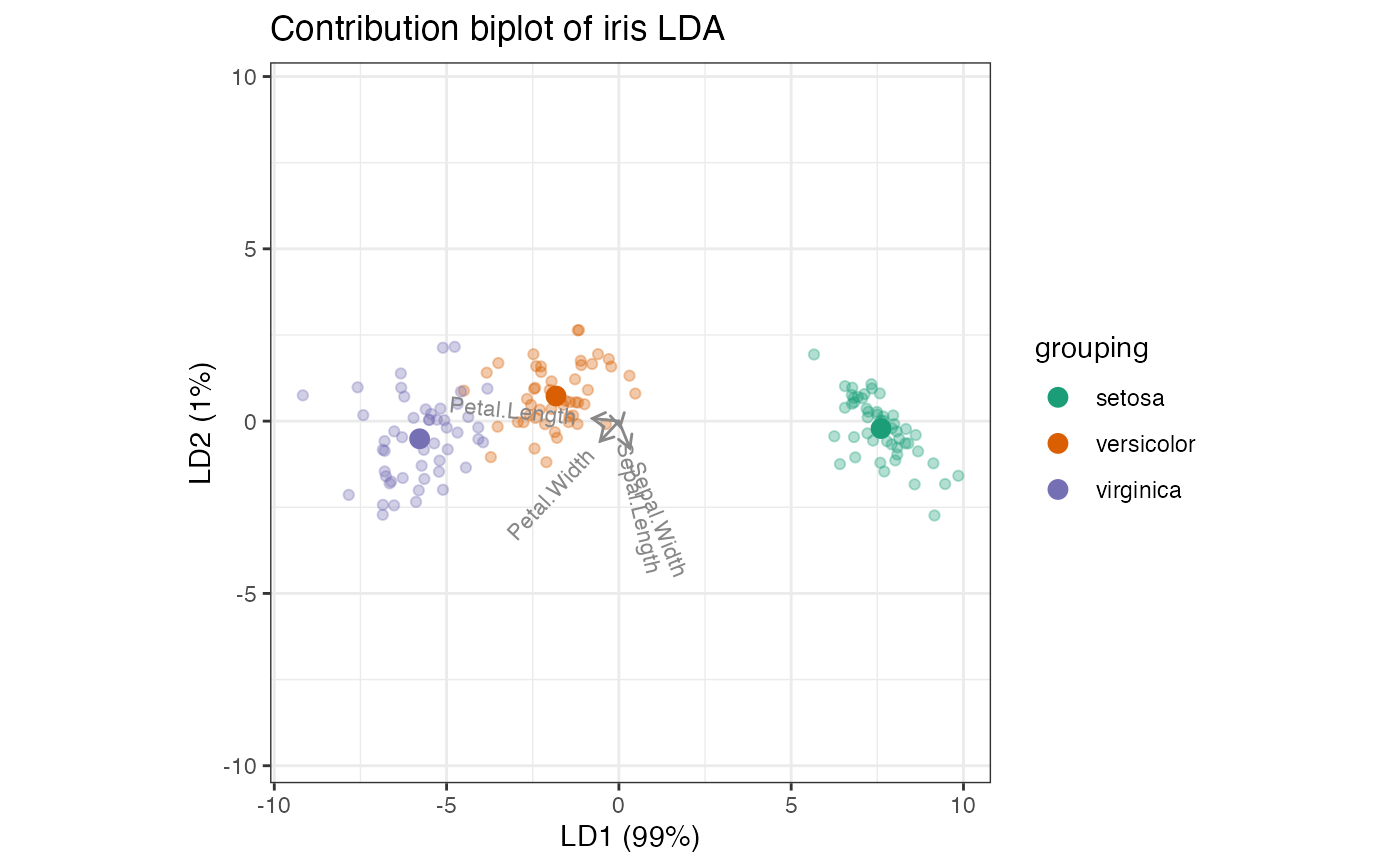 Contribution biplot of iris LDA
10
5
0
-5
-10
LD2 (1%)
Petal.Length
Petal.Width
Sepal.Length
Sepal.Width
-10
-5
0
5
10
LD1 (99%)
grouping
setosa
versicolor
virginica